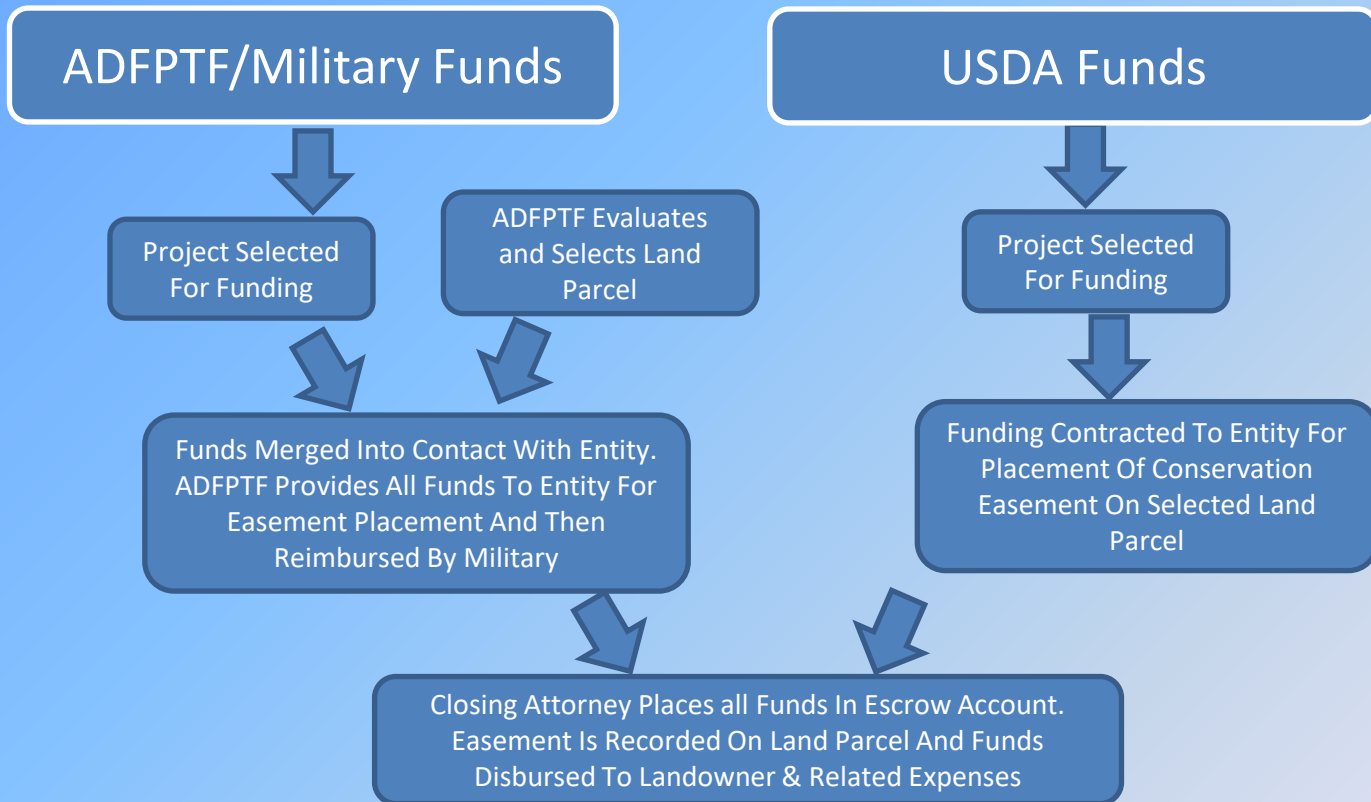 ADFPTF/Military Funds
USDA Funds
Project Selected
For Funding
ADFPTF Evaluates
and Selects Land
Parcel
Project Selected
For Funding
Funds Merged Into Contact With Entity.
ADFPTF Provides All Funds To Entity For
Easement Placement And Then
Reimbursed By Military
Funding Contracted To Entity For
Placement Of Conservation
Easement On Selected Land
Parcel
Closing Attorney Places all Funds In Escrow Account.
Easement Is Recorded On Land Parcel And Funds
Disbursed To Landowner & Related Expenses